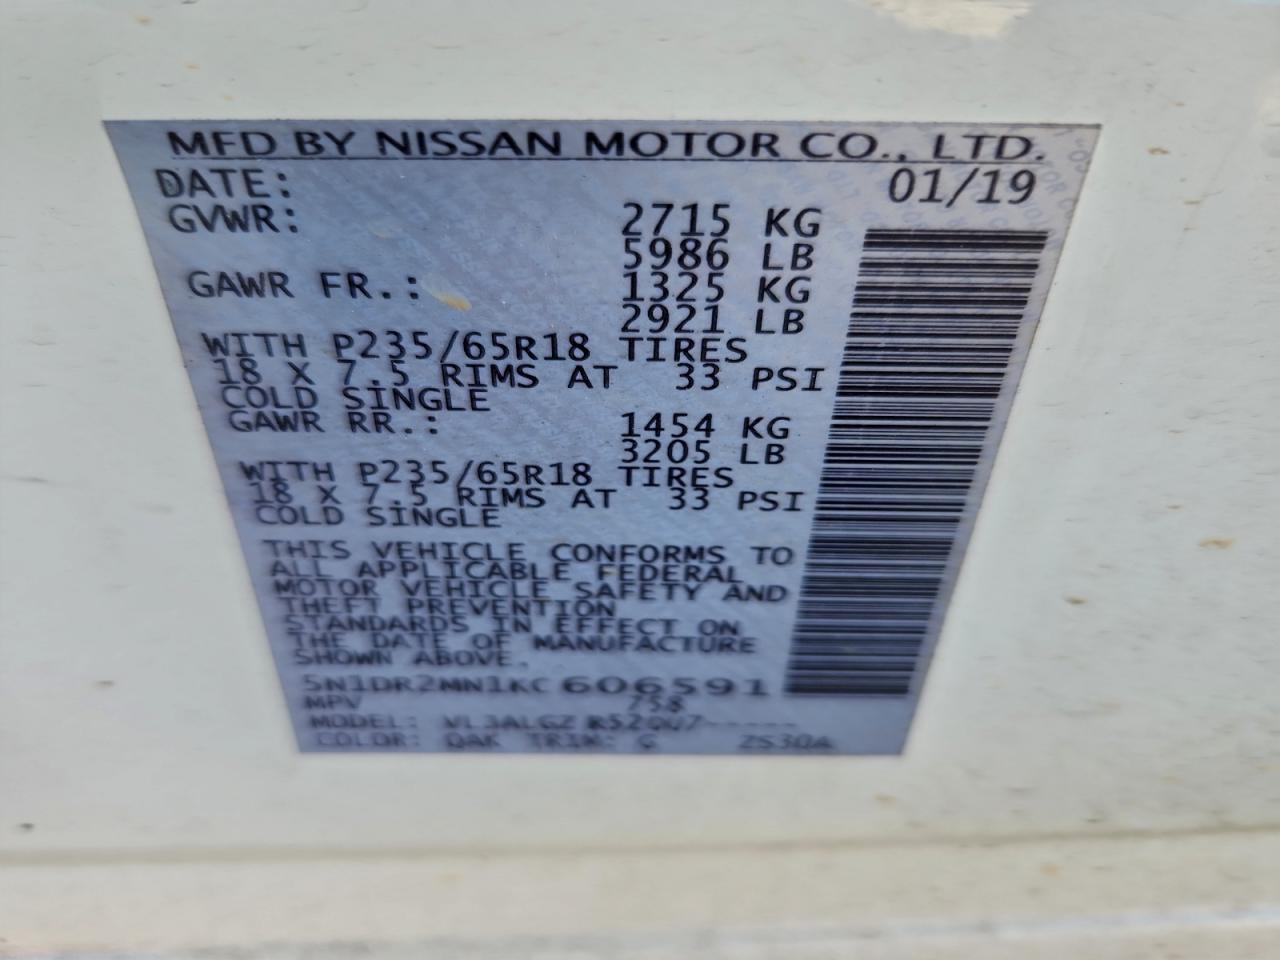 MFD BY NISSAN MOTOR CO., LTD.
DATE: 01/19
GVWR: 2715 KG
5986 LB
GAWR FR.: 1325 KG
2921 LB
WITH P235/65R18 TIRES
18 X 7.5 RIMS AT 33 PSI
COLD SINGLE
GAWR RR.: 1454 KG
3205 LB
WITH P235/65R18 TIRES
18 X 7.5 RIMS AT 33 PSI
COLD SINGLE
THIS VEHICLE CONFORMS TO
ALL APPLICABLE FEDERAL
MOTOR VEHICLE SAFETY AND
THEFT PREVENTION
STANDARDS IN EFFECT ON
THE DATE OF MANUFACTURE
SHOWN ABOVE.
5N1DR2MN1KC606591
MPV 758
MODEL:
COLOR: QAK TRIM: G